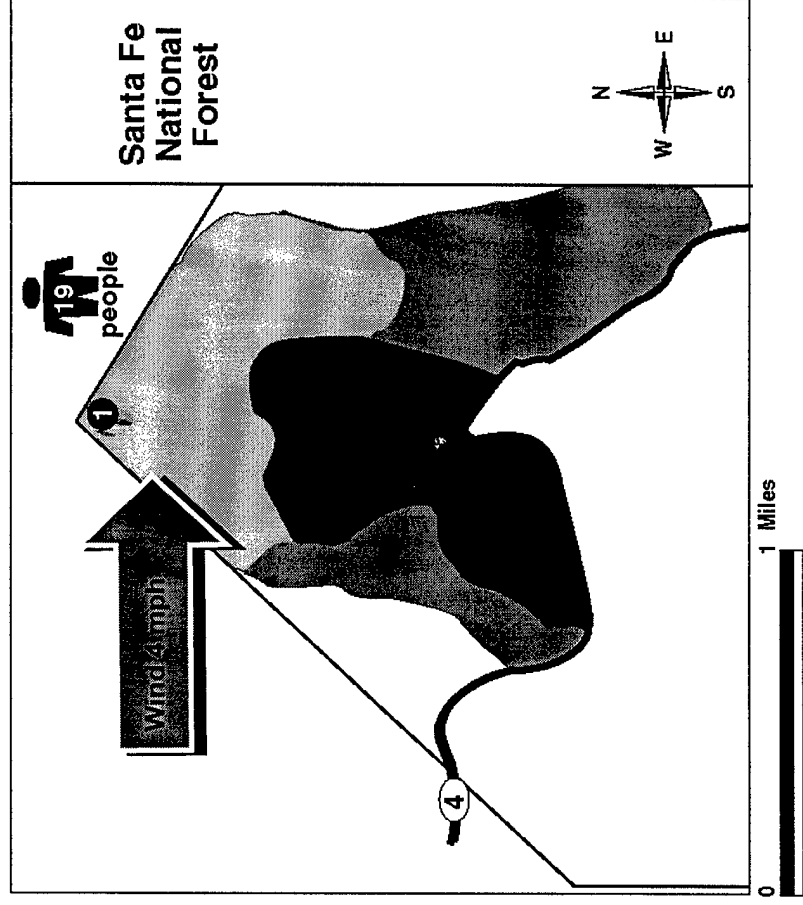 Santa Fe
National
Forest
N
W
E
S
19
people
1
Wind 4 mph
4
0
1 Miles